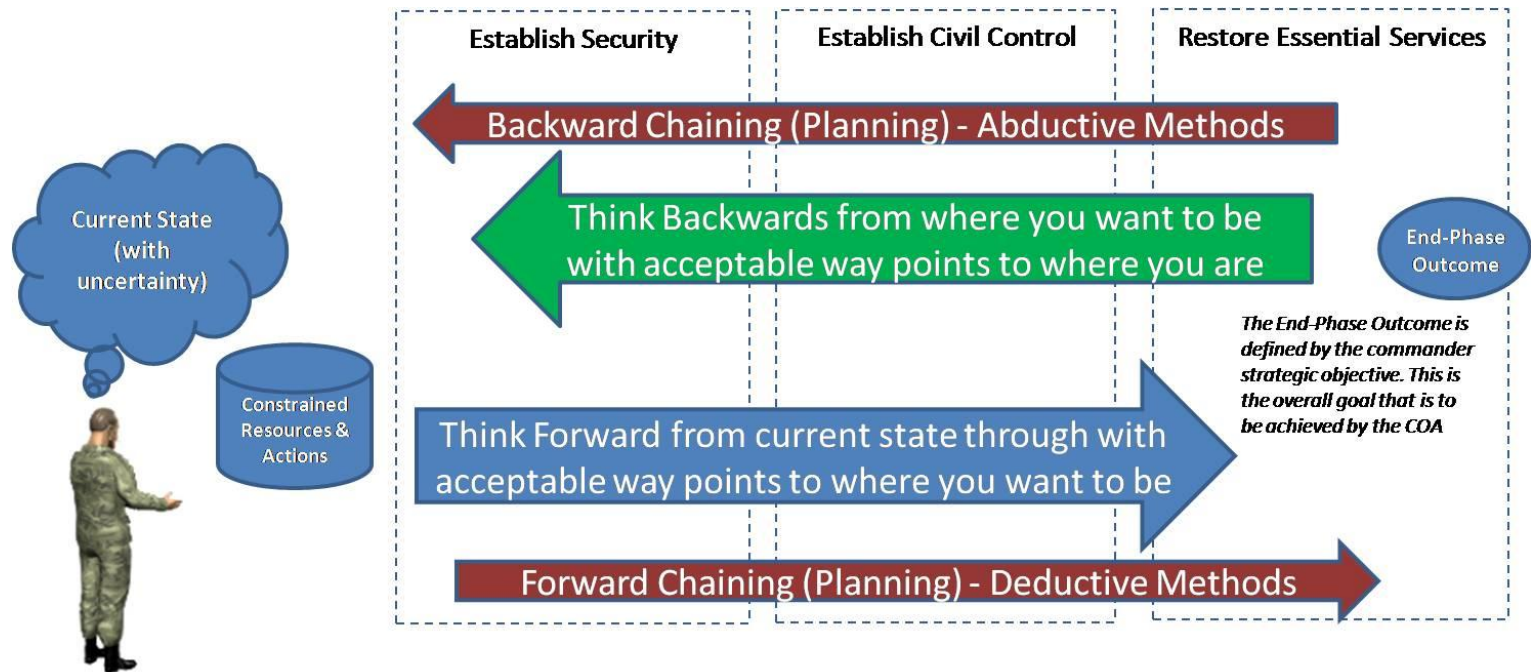 Establish Security
Establish Civil Control
Restore Essential Services
Backward Chaining (Planning) - Abductive Methods
Think Backwards from where you want to be
with acceptable way points to where you are
Current State
(with
uncertainty)
End-Phase
Outcome
The End-Phase Outcome is
defined by the commander
strategic objective. This is
the overall goal that is to
be achieved by the COA
Constrained
Resources &
Actions
Think Forward from current state through with
acceptable way points to where you want to be
Forward Chaining (Planning) - Deductive Methods